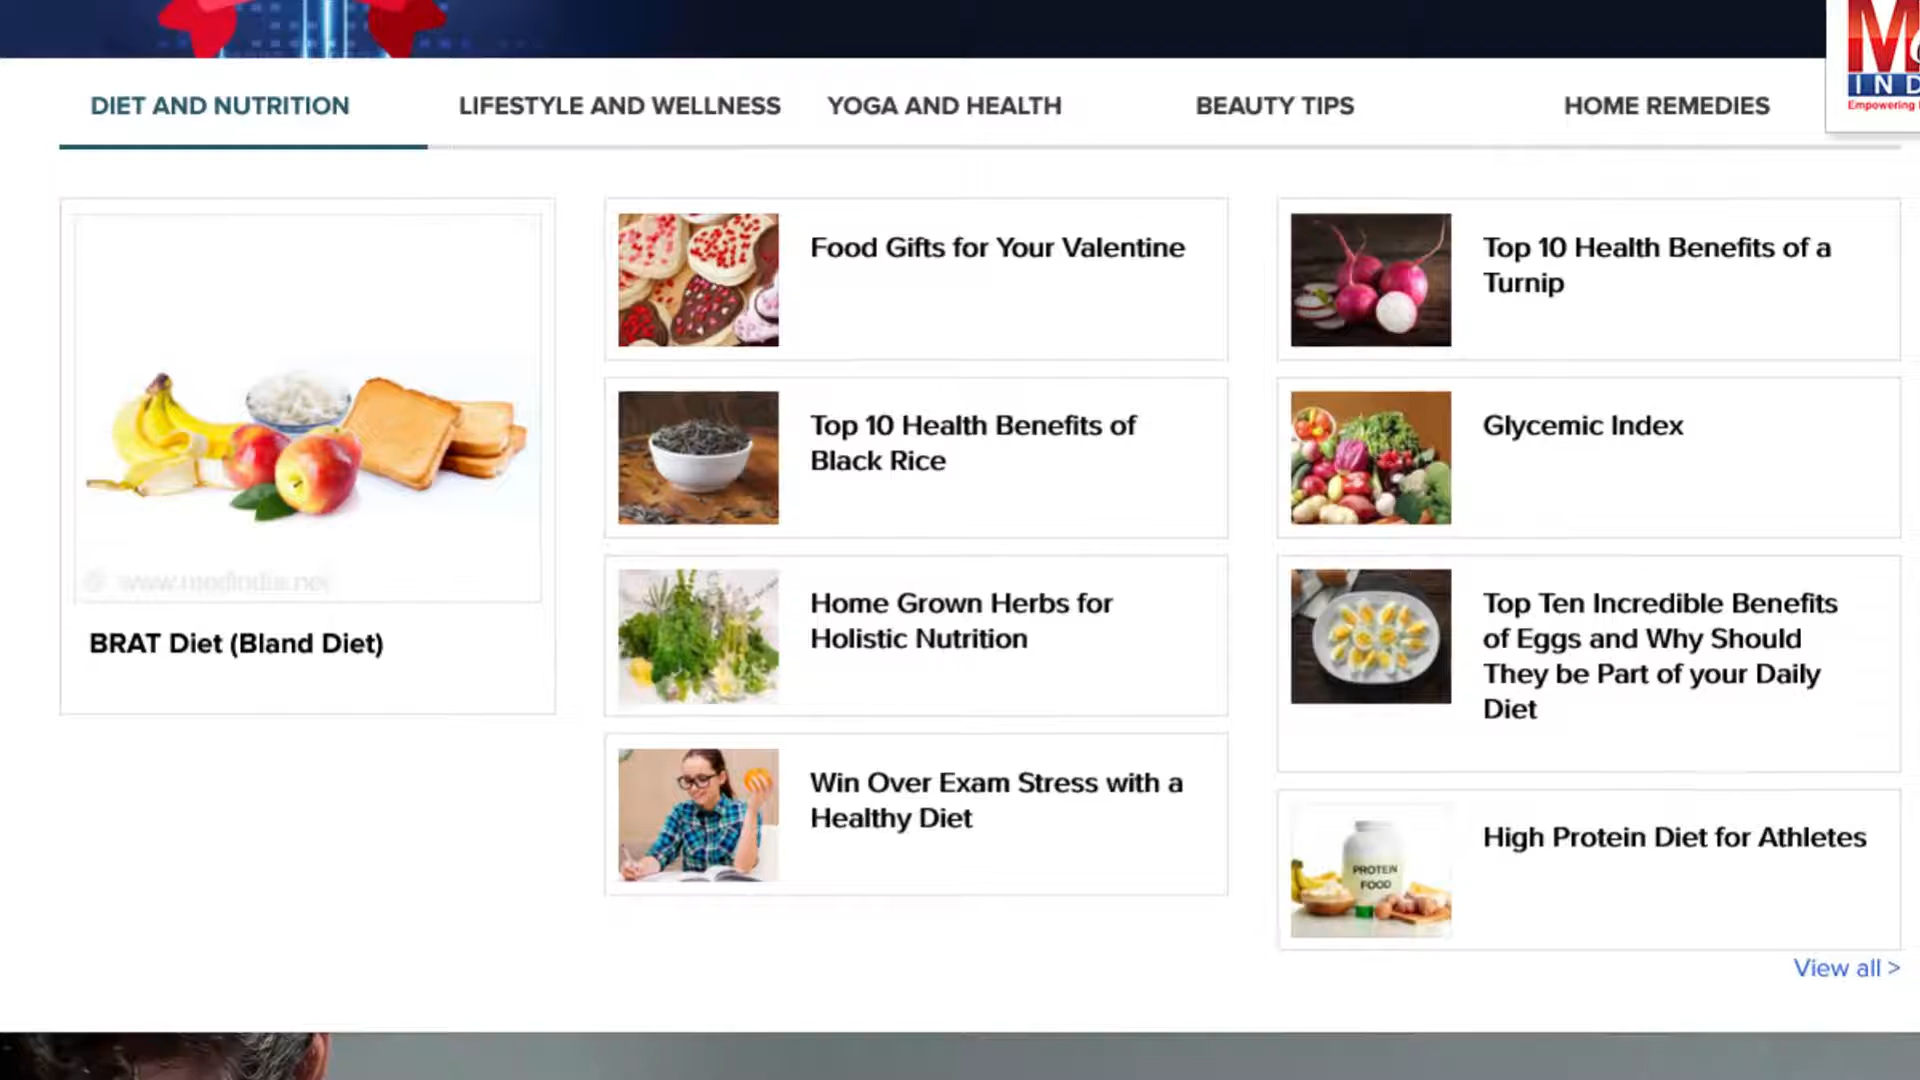 DIET AND NUTRITION
LIFESTYLE AND WELLNESS
YOGA AND HEALTH
BEAUTY TIPS
HOME REMEDIES
IND
Empowering
www.medindia.net
BRAT Diet (Bland Diet)
Food Gifts for Your Valentine
Top 10 Health Benefits of
Black Rice
Home Grown Herbs for
Holistic Nutrition
Win Over Exam Stress with a
Healthy Diet
Top 10 Health Benefits of a
Turnip
Glycemic Index
Top Ten Incredible Benefits
of Eggs and Why Should
They be Part of your Daily
Diet
PROTEIN
FOOD
High Protein Diet for Athletes
View all >